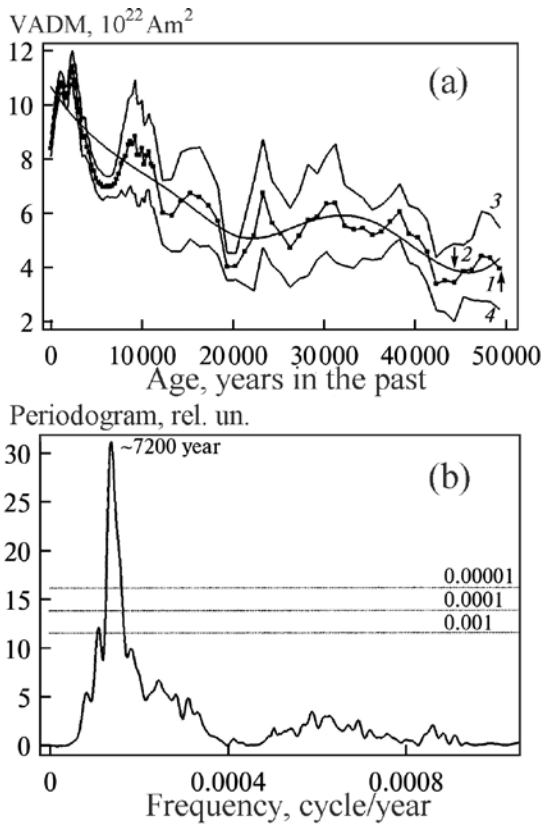 VADM, 10²² Am²
12
(a)
10
8
6
3
4
2
1
2
4
0 10000 20000 30000 40000 50000
Age, years in the past
Periodogram, rel. un.
30
~7200 year
(b)
25
20
0.00001
15
0.0001
0.001
10
5
0
0 0.0004 0.0008
Frequency, cycle/year